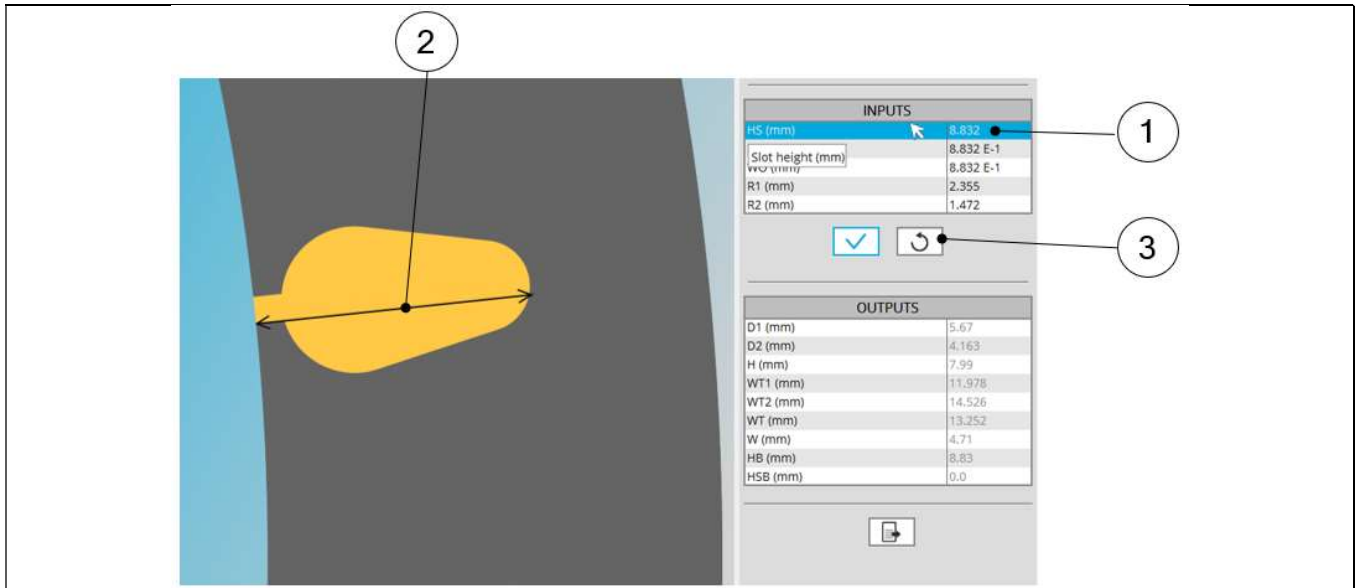 2
INPUTS
HS (mm) 8.832
8.832 E-1
Slot height (mm)
WO (mm) 8.832 E-1
R1 (mm) 2.355
R2 (mm) 1.472
1
3
OUTPUTS
D1 (mm) 5.67
D2 (mm) 4.163
H (mm) 7.99
WT1 (mm) 11.978
WT2 (mm) 14.526
WT (mm) 13.252
W (mm) 4.71
HB (mm) 8.83
HSB (mm) 0.0